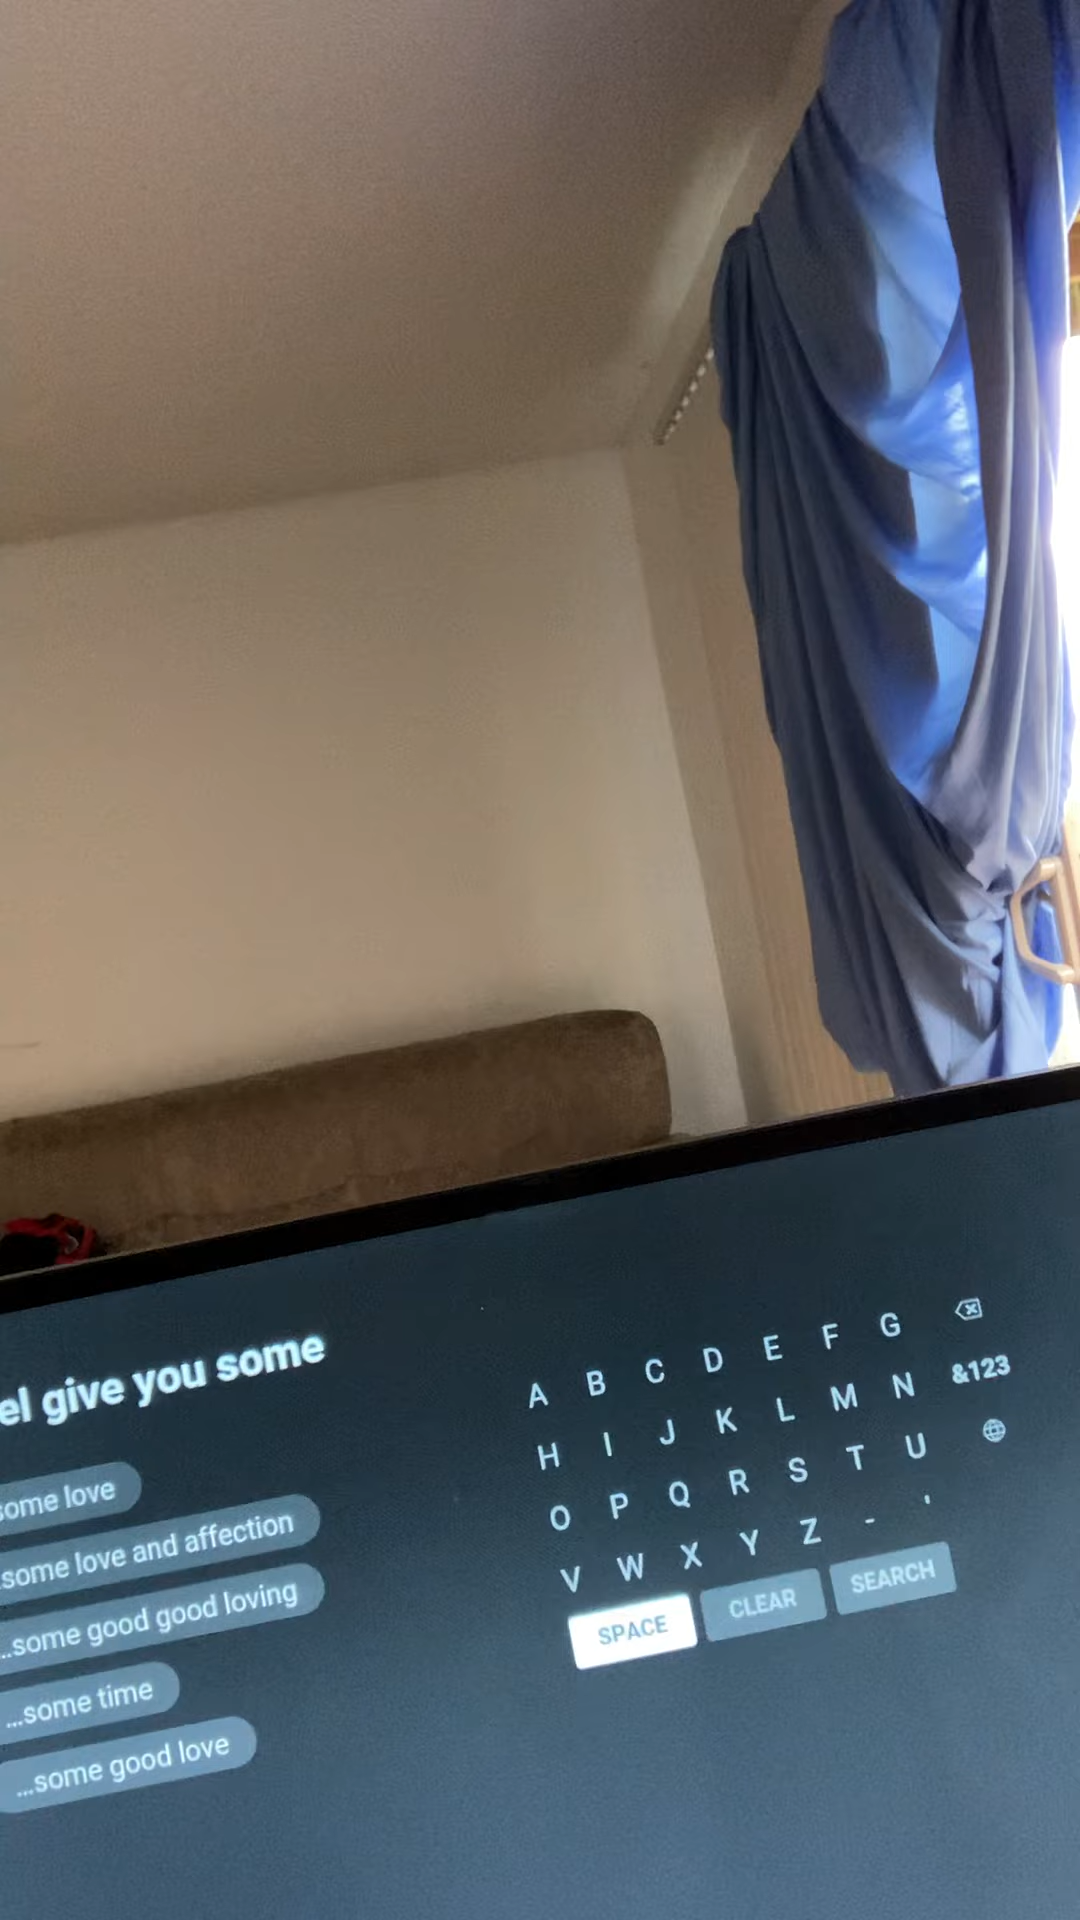 el give you some
some love
some love and affection
...some good good loving
...some time
...some good love
A B C D E F G
H I J K L M N &123
O P Q R S T U
V W X Y Z - '
SPACE CLEAR SEARCH